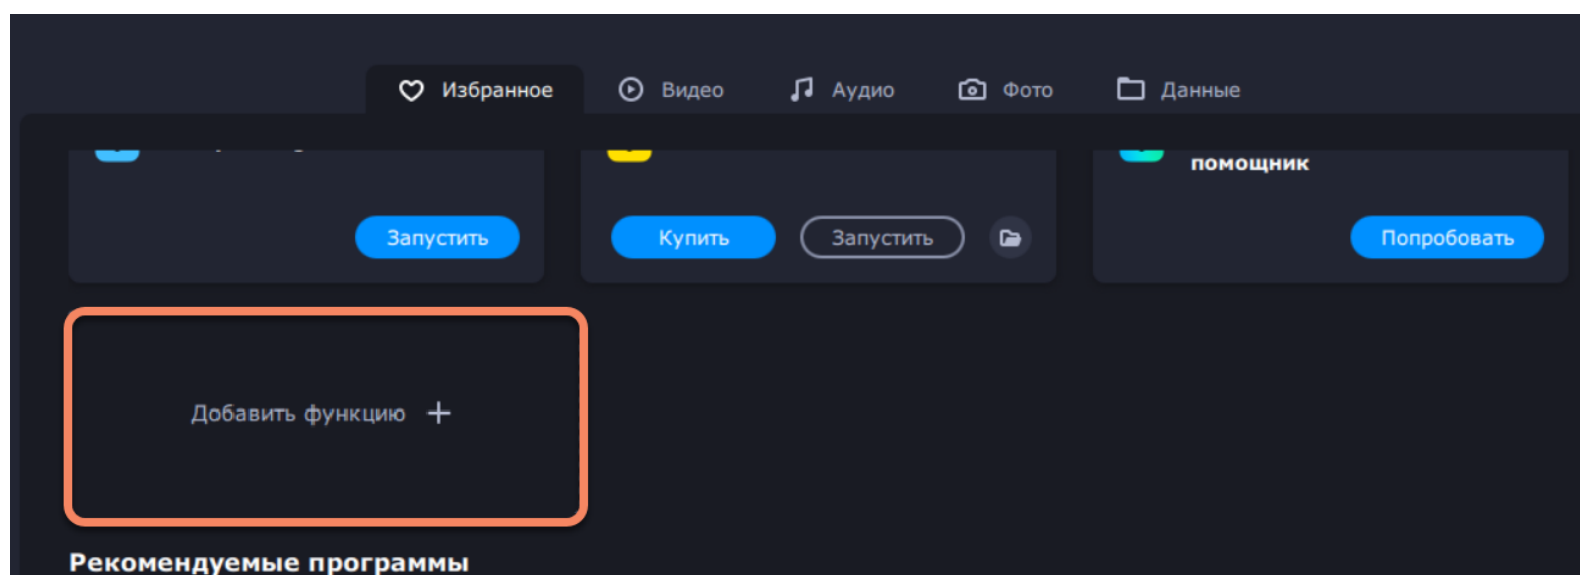 Избранное
Видео
Аудио
Фото
Данные
помощник
Запустить
Купить
Запустить
Попробовать
Добавить функцию +
Рекомендуемые программы